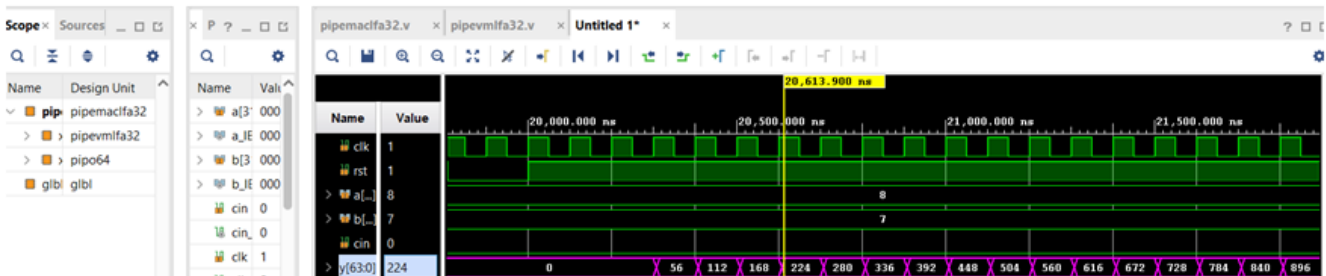 Scope × Sources _ □
× P ? _ □
pipemaclfa32.v × pipevmlfa32.v × Untitled 1* ×
? □
Name Design Unit
pip pipemaclfa32
pipevmlfa32
pipo64
glbl glbl
Name Valu
a[3 000
a_IE 000
b[3 000
b_IE 000
cin 0
cin_ 0
clk 1
20,613.900 ns
Name Value
20,000.000 ns 20,500.000 ns 21,000.000 ns 21,500.000 ns
clk 1
rst 1
a[...] 8 8
b[...] 7 7
cin 0
y[63:0] 224 0 56 112 168 224 280 336 392 448 504 560 616 672 728 784 840 896